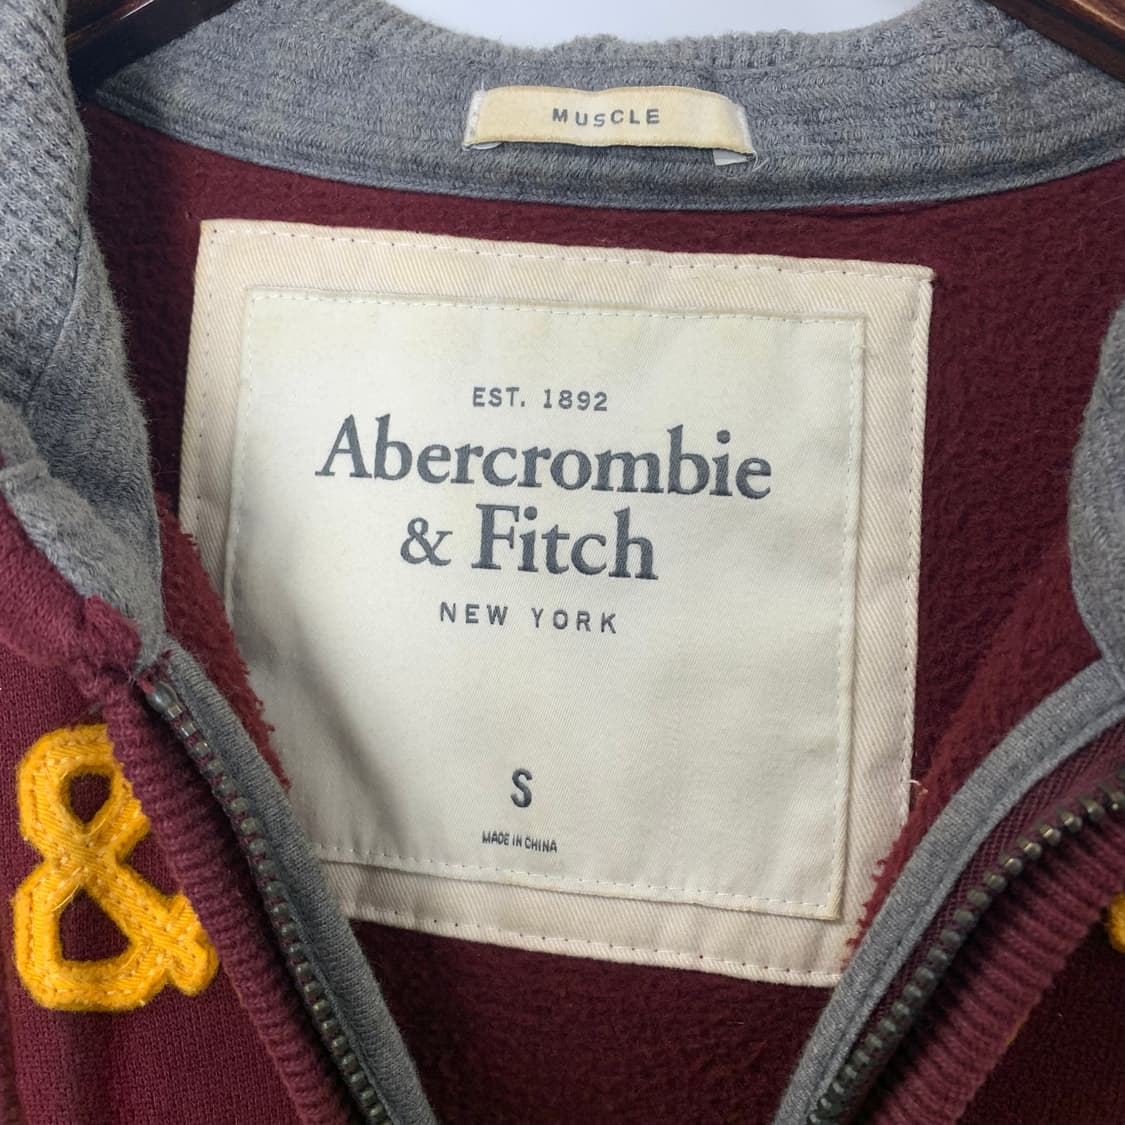 MUSCLE
EST. 1892
Abercrombie
& Fitch
NEW YORK
S
MADE IN CHINA
&